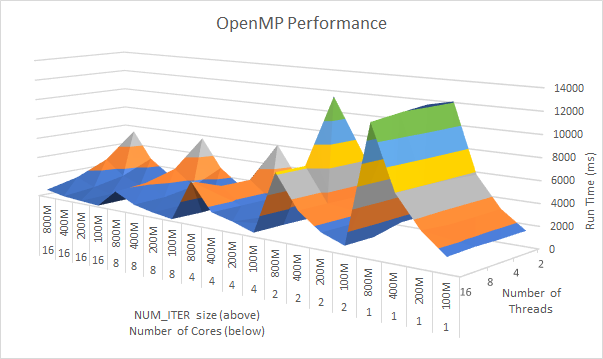 OpenMP Performance
14000
12000
10000
8000
6000
4000
2000
0
Run Time (ms)
800M 400M 200M 100M 800M 400M 200M 100M 800M 400M 200M 100M 800M 400M 200M 100M 800M 400M 200M 100M
16 16 16 16 8 8 8 8 4 4 4 4 2 2 2 2 1 1 1 1
16 8 4 2
Number of
Threads
NUM_ITER size (above)
Number of Cores (below)